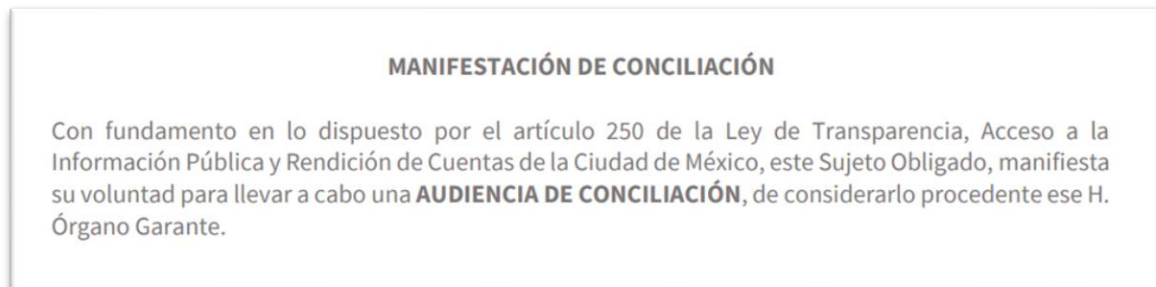 MANIFESTACIÓN DE CONCILIACIÓN
Con fundamento en lo dispuesto por el artículo 250 de la Ley de Transparencia, Acceso a la
Información Pública y Rendición de Cuentas de la Ciudad de México, este Sujeto Obligado, manifiesta
su voluntad para llevar a cabo una AUDIENCIA DE CONCILIACIÓN, de considerarlo procedente ese H.
Órgano Garante.